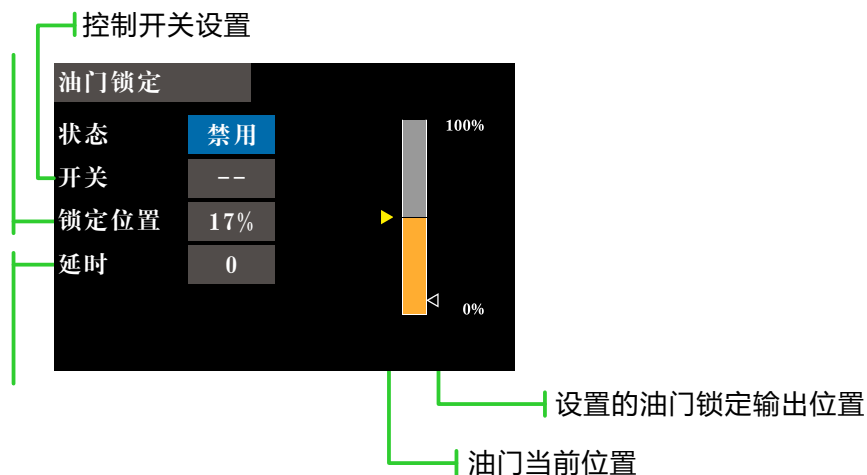 控制开关设置
油门锁定
状态 禁用
100%
开关 --
锁定位置 17%
延时 0
0%
设置的油门锁定输出位置
油门当前位置